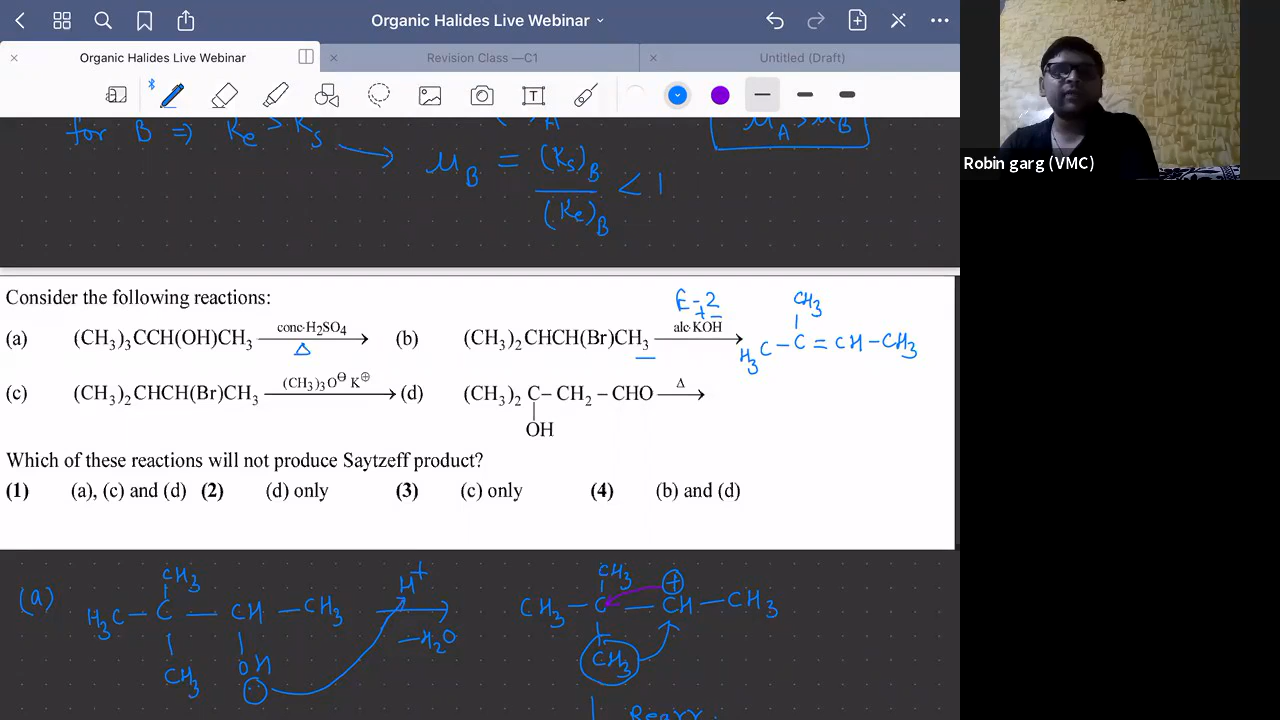 Organic Halides Live Webinar
Organic Halides Live Webinar
Revision Class —C1
Untitled (Draft)
T
Robin garg (VMC)
for B ⇒ Ke > Ks
μB = (Ks)B / (Ke)B < 1
μA > μB
Consider the following reactions:
(a) (CH3)3CCH(OH)CH3 conc·H2SO4 Δ
(b) (CH3)2CHCH(Br)CH3 alc·KOH E-2
CH3
H3C – C = CH – CH3
(c) (CH3)2CHCH(Br)CH3 (CH3)3O⊖ K⊕
(d) (CH3)2 C – CH2 – CHO Δ
OH
Which of these reactions will not produce Saytzeff product?
(1) (a), (c) and (d) (2) (d) only (3) (c) only (4) (b) and (d)
(a)
CH3
H3C – C – CH – CH3
CH3 OH
H+
–H2O
CH3
CH3 – C – CH – CH3
+
CH3
Rearr.